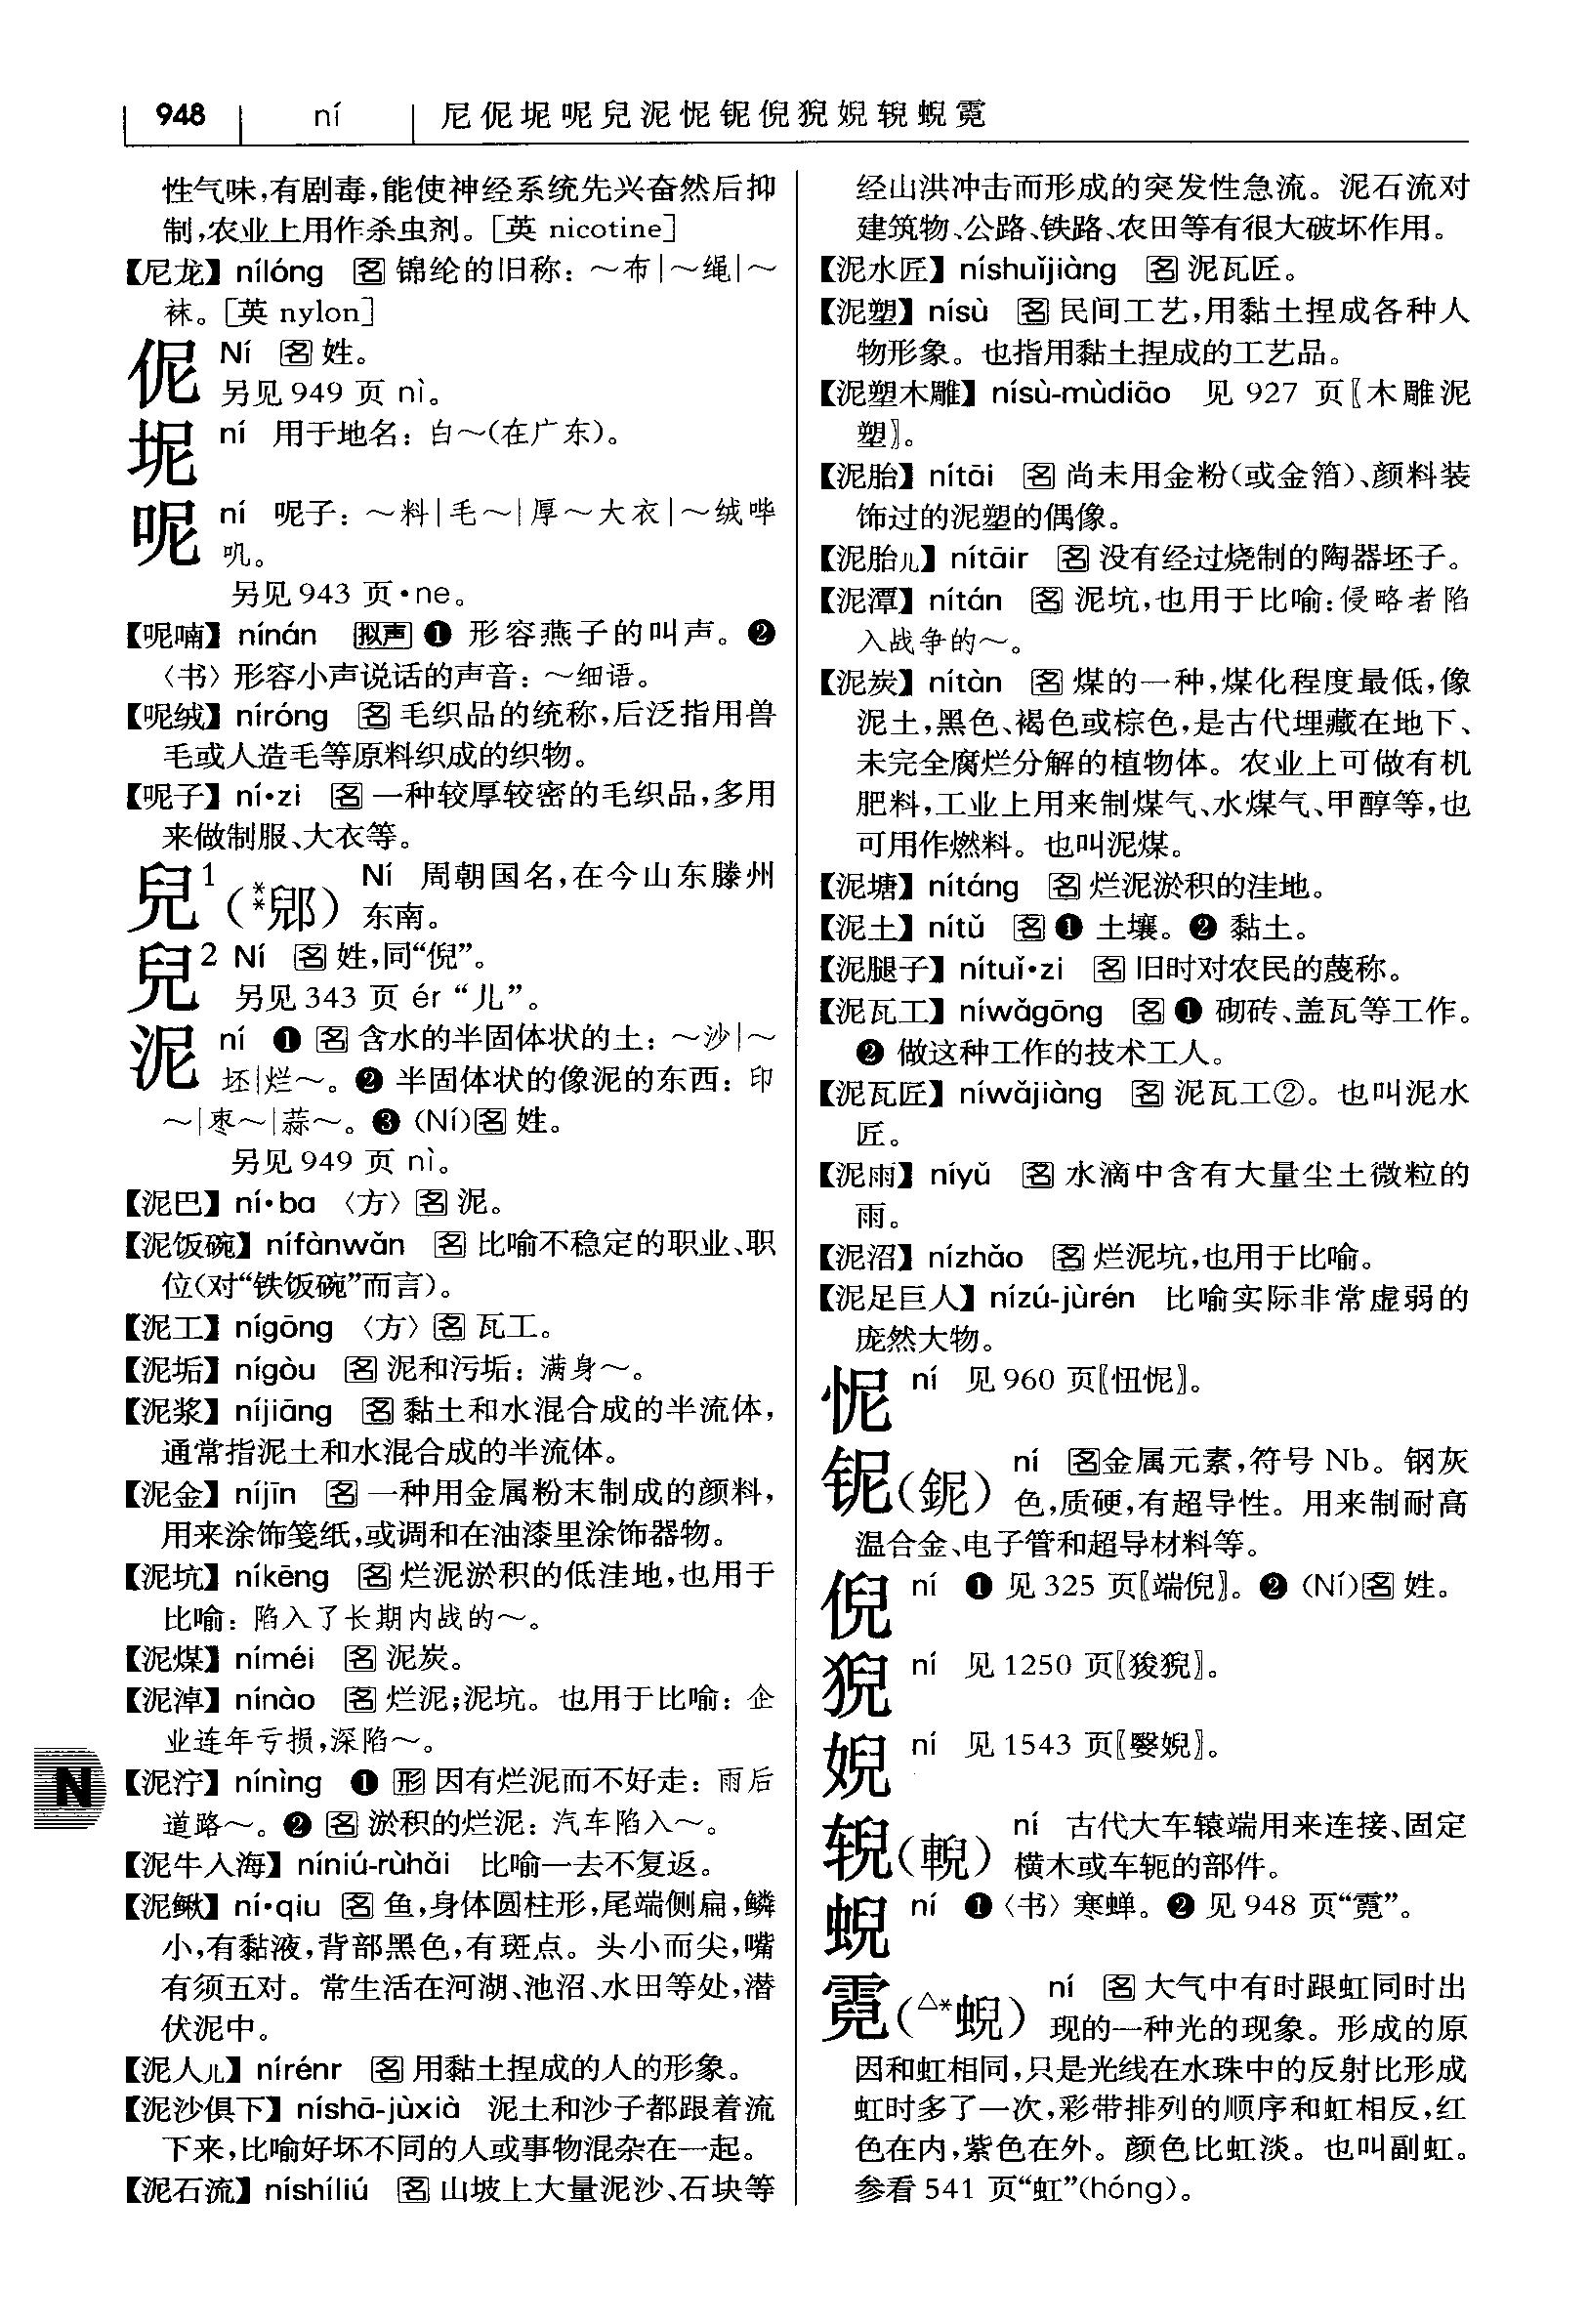 948 ní 尼伲坭呢兒泥怩铌倪猊婗𫐐蜺霓
性气味,有剧毒,能使神经系统先兴奋然后抑
制,农业上用作杀虫剂。[英 nicotine]
【尼龙】nílóng 名 锦纶的旧称:～布|～绳|～
袜。[英 nylon]
伲 Ní 名 姓。
另见 949 页 nì。
坭 ní 用于地名:白～(在广东)。
呢 ní 呢子:～料|毛～|厚～大衣|～绒哔
叽。
另见 943 页 •ne。
【呢喃】nínán 拟声 ❶ 形容燕子的叫声。❷
〈书〉形容小声说话的声音:～细语。
【呢绒】níróng 名 毛织品的统称,后泛指用兽
毛或人造毛等原料织成的织物。
【呢子】ní•zi 名 一种较厚较密的毛织品,多用
来做制服、大衣等。
兒1(**郳) Ní 周朝国名,在今山东滕州
东南。
兒2 Ní 名 姓,同“倪”。
另见 343 页 ér “儿”。
泥 ní ❶ 名 含水的半固体状的土:～沙|～
坯|烂～。❷ 半固体状的像泥的东西:印
～|枣～|蒜～。❸ (Ní)名 姓。
另见 949 页 nì。
【泥巴】ní•ba 〈方〉名 泥。
【泥饭碗】nífànwǎn 名 比喻不稳定的职业、职
位(对“铁饭碗”而言)。
【泥工】nígōng 〈方〉名 瓦工。
【泥垢】nígòu 名 泥和污垢:满身～。
【泥浆】níjiāng 名 黏土和水混合成的半流体,
通常指泥土和水混合成的半流体。
【泥金】níjīn 名 一种用金属粉末制成的颜料,
用来涂饰笺纸,或调和在油漆里涂饰器物。
【泥坑】níkēng 名 烂泥淤积的低洼地,也用于
比喻:陷入了长期内战的～。
【泥煤】níméi 名 泥炭。
【泥淖】nínào 名 烂泥;泥坑。也用于比喻:企
业连年亏损,深陷～。
【泥泞】nínìng ❶ 形 因有烂泥而不好走:雨后
道路～。❷ 名 淤积的烂泥:汽车陷入～。
【泥牛入海】níniú-rùhǎi 比喻一去不复返。
【泥鳅】ní•qiu 名 鱼,身体圆柱形,尾端侧扁,鳞
小,有黏液,背部黑色,有斑点。头小而尖,嘴
有须五对。常生活在河湖、池沼、水田等处,潜
伏泥中。
【泥人儿】nírénr 名 用黏土捏成的人的形象。
【泥沙俱下】níshā-jùxià 泥土和沙子都跟着流
下来,比喻好坏不同的人或事物混杂在一起。
【泥石流】níshíliú 名 山坡上大量泥沙、石块等
N
经山洪冲击而形成的突发性急流。泥石流对
建筑物、公路、铁路、农田等有很大破坏作用。
【泥水匠】níshuǐjiàng 名 泥瓦匠。
【泥塑】nísù 名 民间工艺,用黏土捏成各种人
物形象。也指用黏土捏成的工艺品。
【泥塑木雕】nísù-mùdiāo 见 927 页〖木雕泥
塑〗。
【泥胎】nítāi 名 尚未用金粉(或金箔)、颜料装
饰过的泥塑的偶像。
【泥胎儿】nítāir 名 没有经过烧制的陶器坯子。
【泥潭】nítán 名 泥坑,也用于比喻:侵略者陷
入战争的～。
【泥炭】nítàn 名 煤的一种,煤化程度最低,像
泥土,黑色、褐色或棕色,是古代埋藏在地下、
未完全腐烂分解的植物体。农业上可做有机
肥料,工业上用来制煤气、水煤气、甲醇等,也
可用作燃料。也叫泥煤。
【泥塘】nítáng 名 烂泥淤积的洼地。
【泥土】nítǔ 名 ❶ 土壤。❷ 黏土。
【泥腿子】nítuǐ•zi 名 旧时对农民的蔑称。
【泥瓦工】níwǎgōng 名 ❶ 砌砖、盖瓦等工作。
❷ 做这种工作的技术工人。
【泥瓦匠】níwǎjiàng 名 泥瓦工②。也叫泥水
匠。
【泥雨】níyǔ 名 水滴中含有大量尘土微粒的
雨。
【泥沼】nízhǎo 名 烂泥坑,也用于比喻。
【泥足巨人】nízú-jùrén 比喻实际非常虚弱的
庞然大物。
怩 ní 见 960 页〖忸怩〗。
铌(鈮) ní 名金属元素,符号 Nb。钢灰
色,质硬,有超导性。用来制耐高
温合金、电子管和超导材料等。
倪 ní ❶ 见 325 页〖端倪〗。❷ (Ní)名 姓。
猊 ní 见 1250 页〖狻猊〗。
婗 ní 见 1543 页〖嫛婗〗。
𫐐(輗) ní 古代大车辕端用来连接、固定
横木或车轭的部件。
蜺 ní ❶〈书〉寒蝉。❷ 见 948 页“霓”。
霓(△*蜺) ní 名 大气中有时跟虹同时出
现的一种光的现象。形成的原
因和虹相同,只是光线在水珠中的反射比形成
虹时多了一次,彩带排列的顺序和虹相反,红
色在内,紫色在外。颜色比虹淡。也叫副虹。
参看 541 页“虹”(hóng)。